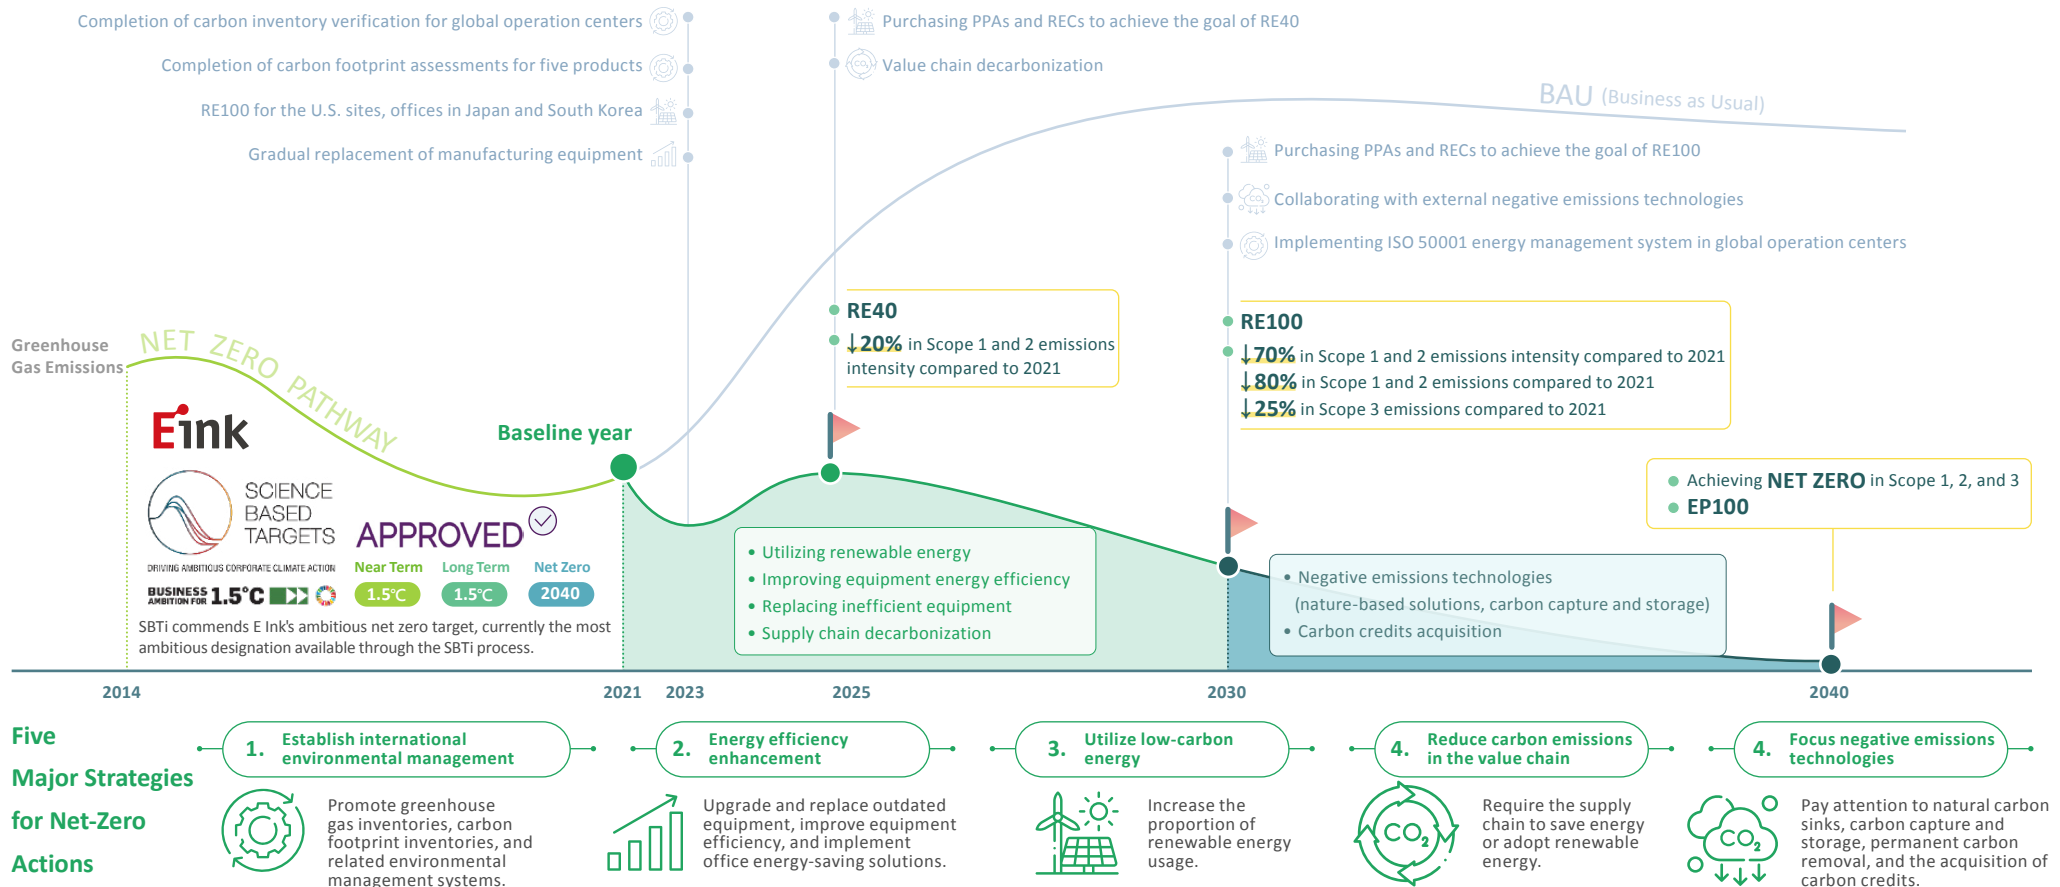 Completion of carbon inventory verification for global operation centers
Completion of carbon footprint assessments for five products
RE100 for the U.S. sites, offices in Japan and South Korea
Gradual replacement of manufacturing equipment
Purchasing PPAs and RECs to achieve the goal of RE40
CO₂
Value chain decarbonization
BAU (Business as Usual)
Purchasing PPAs and RECs to achieve the goal of RE100
CO₂
Collaborating with external negative emissions technologies
Implementing ISO 50001 energy management system in global operation centers
RE40
↓20% in Scope 1 and 2 emissions
intensity compared to 2021
RE100
↓70% in Scope 1 and 2 emissions intensity compared to 2021
↓80% in Scope 1 and 2 emissions compared to 2021
↓25% in Scope 3 emissions compared to 2021
Greenhouse
Gas Emissions
NET ZERO PATHWAY
Eink
SCIENCE
BASED
TARGETS
DRIVING AMBITIOUS CORPORATE CLIMATE ACTION
BUSINESS
AMBITION FOR 1.5°C
APPROVED
Near Term
Long Term
Net Zero
1.5°C
1.5°C
2040
SBTi commends E Ink's ambitious net zero target, currently the most
ambitious designation available through the SBTi process.
Baseline year
• Utilizing renewable energy
• Improving equipment energy efficiency
• Replacing inefficient equipment
• Supply chain decarbonization
• Negative emissions technologies
(nature-based solutions, carbon capture and storage)
• Carbon credits acquisition
Achieving NET ZERO in Scope 1, 2, and 3
EP100
2014
2021
2023
2025
2030
2040
Five
Major Strategies
for Net-Zero
Actions
1. Establish international
environmental management
Promote greenhouse
gas inventories, carbon
footprint inventories, and
related environmental
management systems.
2. Energy efficiency
enhancement
Upgrade and replace outdated
equipment, improve equipment
efficiency, and implement
office energy-saving solutions.
3. Utilize low-carbon
energy
Increase the
proportion of
renewable energy
usage.
4. Reduce carbon emissions
in the value chain
CO₂
Require the supply
chain to save energy
or adopt renewable
energy.
4. Focus negative emissions
technologies
CO₂
Pay attention to natural carbon
sinks, carbon capture and
storage, permanent carbon
removal, and the acquisition of
carbon credits.